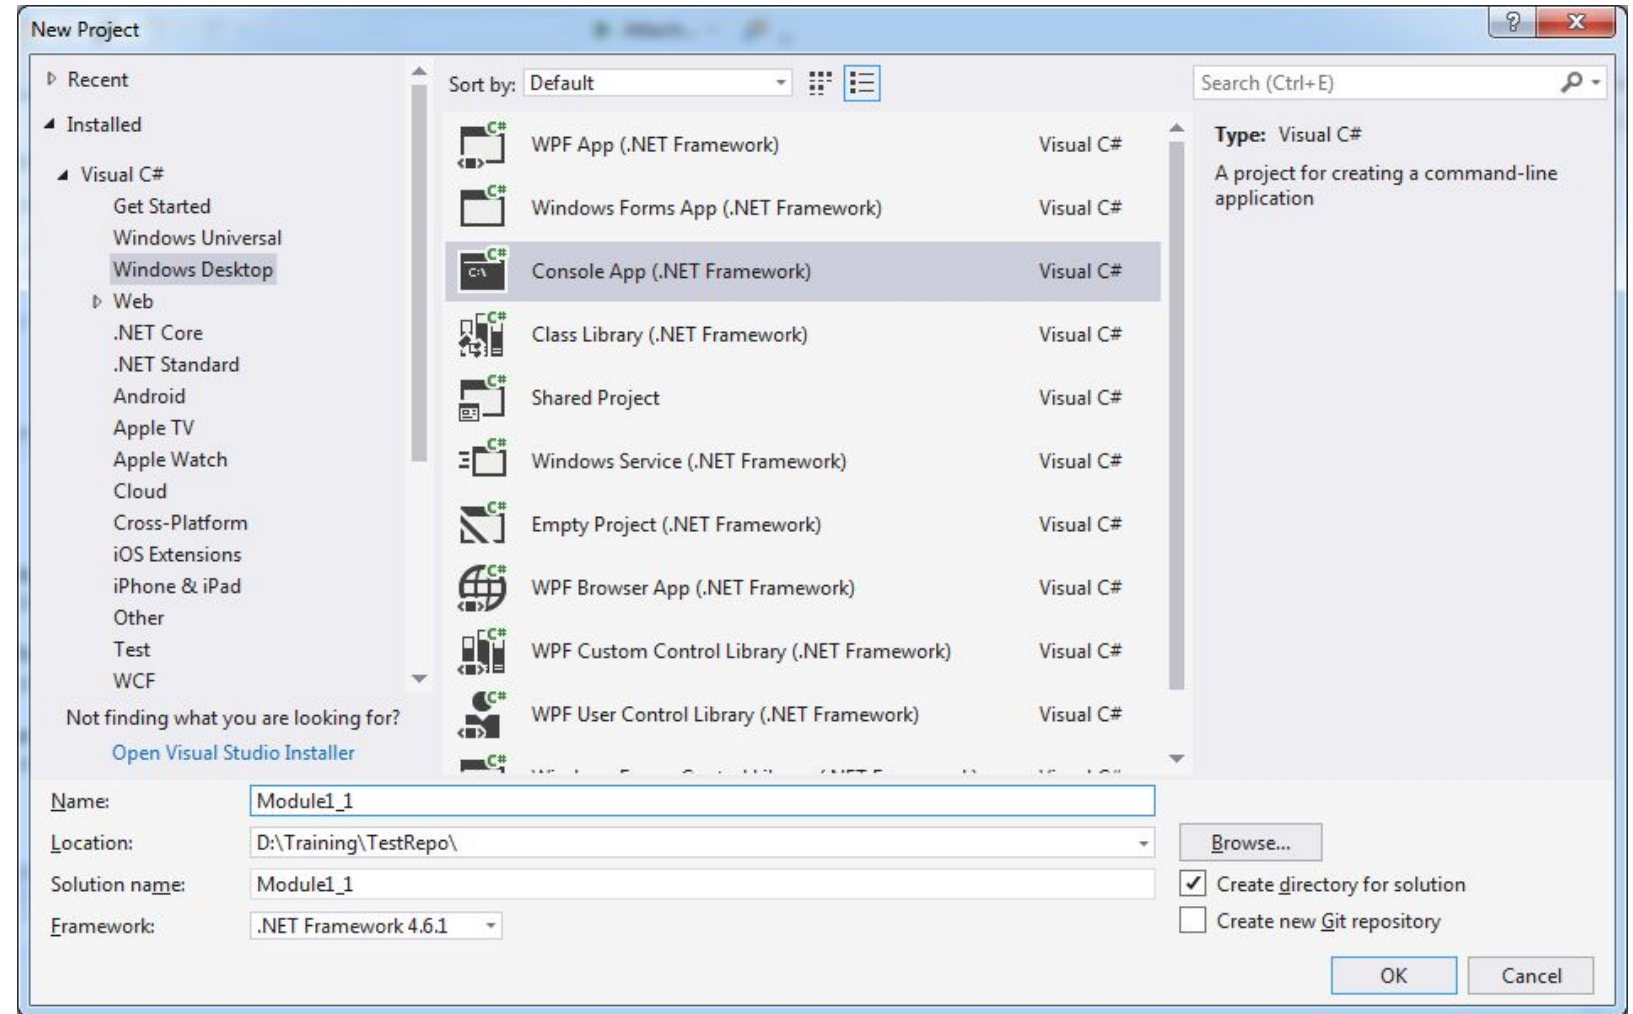 New Project
Recent
Installed
Visual C#
Get Started
Windows Universal
Windows Desktop
Web
.NET Core
.NET Standard
Android
Apple TV
Apple Watch
Cloud
Cross-Platform
iOS Extensions
iPhone & iPad
Other
Test
WCF
Not finding what you are looking for?
Open Visual Studio Installer
Sort by: Default
WPF App (.NET Framework) Visual C#
Windows Forms App (.NET Framework) Visual C#
Console App (.NET Framework) Visual C#
Class Library (.NET Framework) Visual C#
Shared Project Visual C#
Windows Service (.NET Framework) Visual C#
Empty Project (.NET Framework) Visual C#
WPF Browser App (.NET Framework) Visual C#
WPF Custom Control Library (.NET Framework) Visual C#
WPF User Control Library (.NET Framework) Visual C#
Search (Ctrl+E)
Type: Visual C#
A project for creating a command-line
application
Name: Module1_1
Location: D:\Training\TestRepo\
Browse...
Solution name: Module1_1
Create directory for solution
Framework: .NET Framework 4.6.1
Create new Git repository
OK Cancel